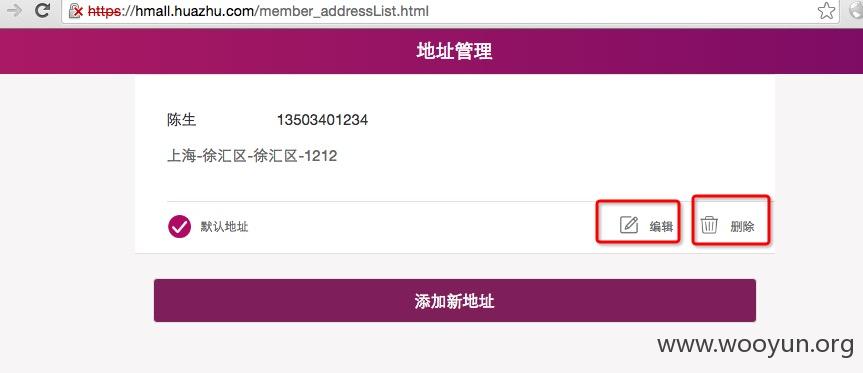 https://hmall.huazhu.com/member_addressList.html
地址管理
陈生 13503401234
上海-徐汇区-徐汇区-1212
默认地址 编辑 删除
添加新地址
www.wooyun.org